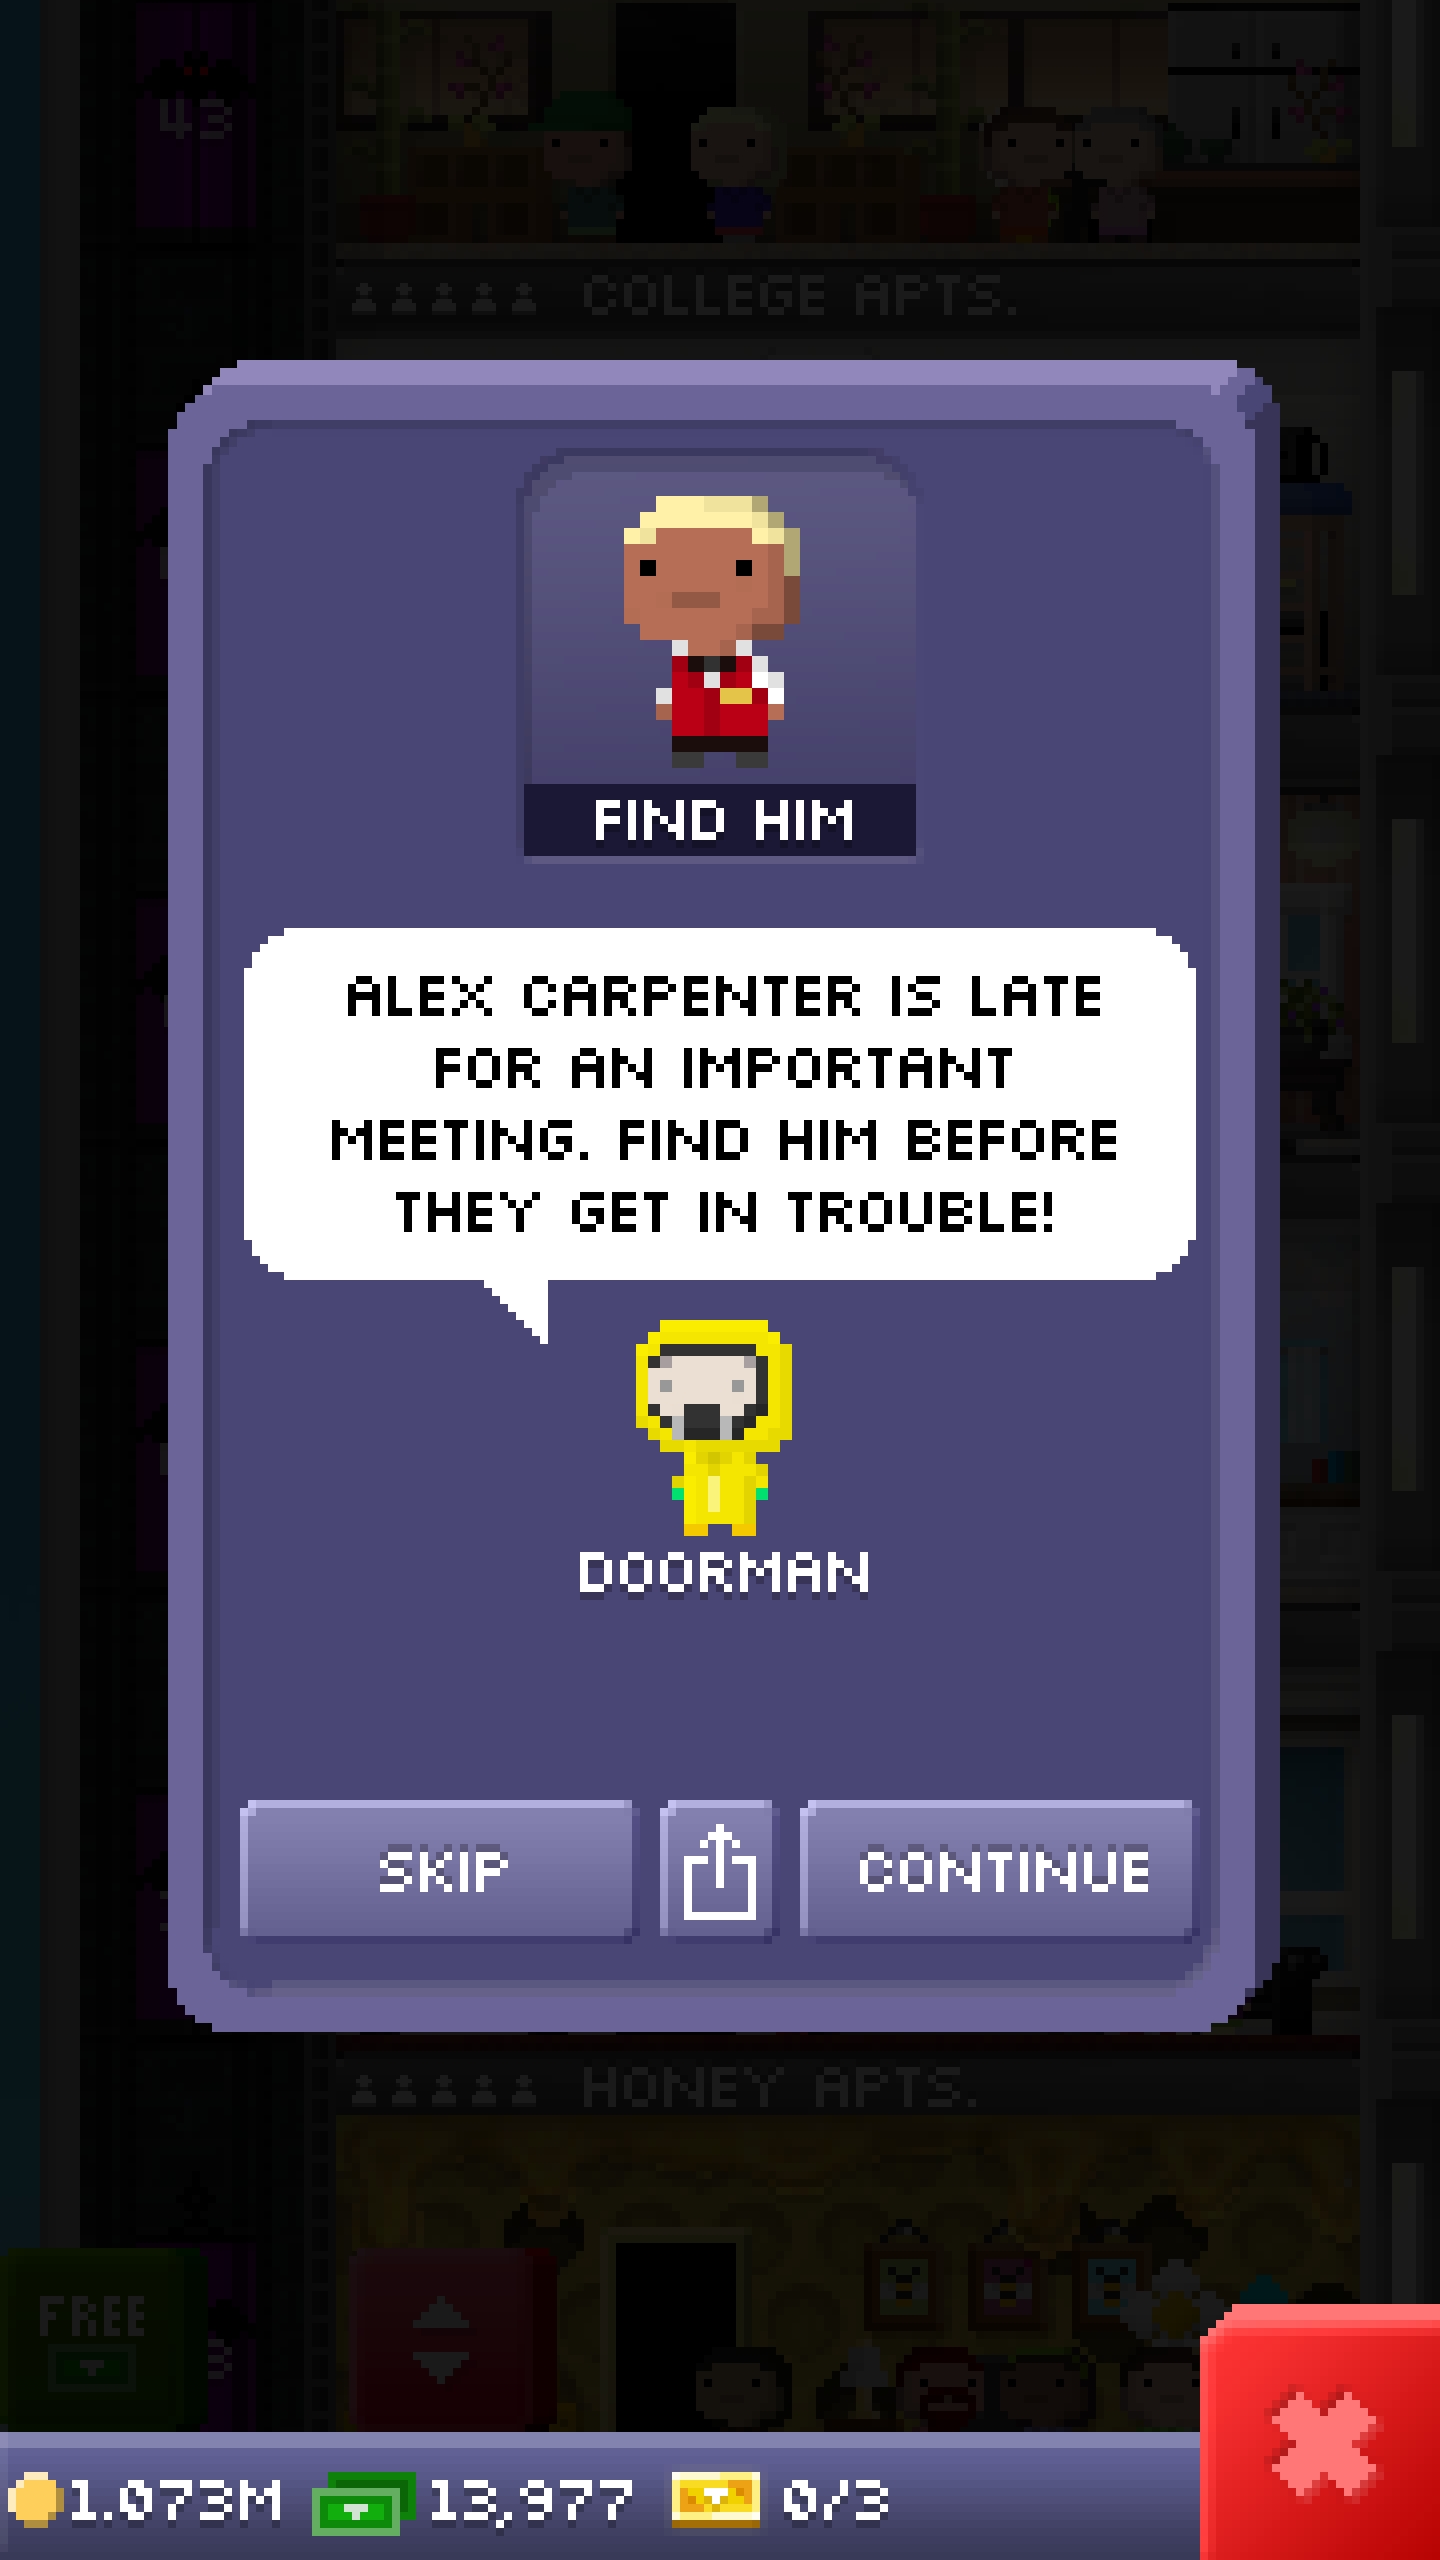 43
COLLEGE APTS.
FIND HIM
ALEX CARPENTER IS LATE
FOR AN IMPORTANT
MEETING. FIND HIM BEFORE
THEY GET IN TROUBLE!
DOORMAN
SKIP
CONTINUE
HONEY APTS.
FREE
1.073M
13,977
0/3